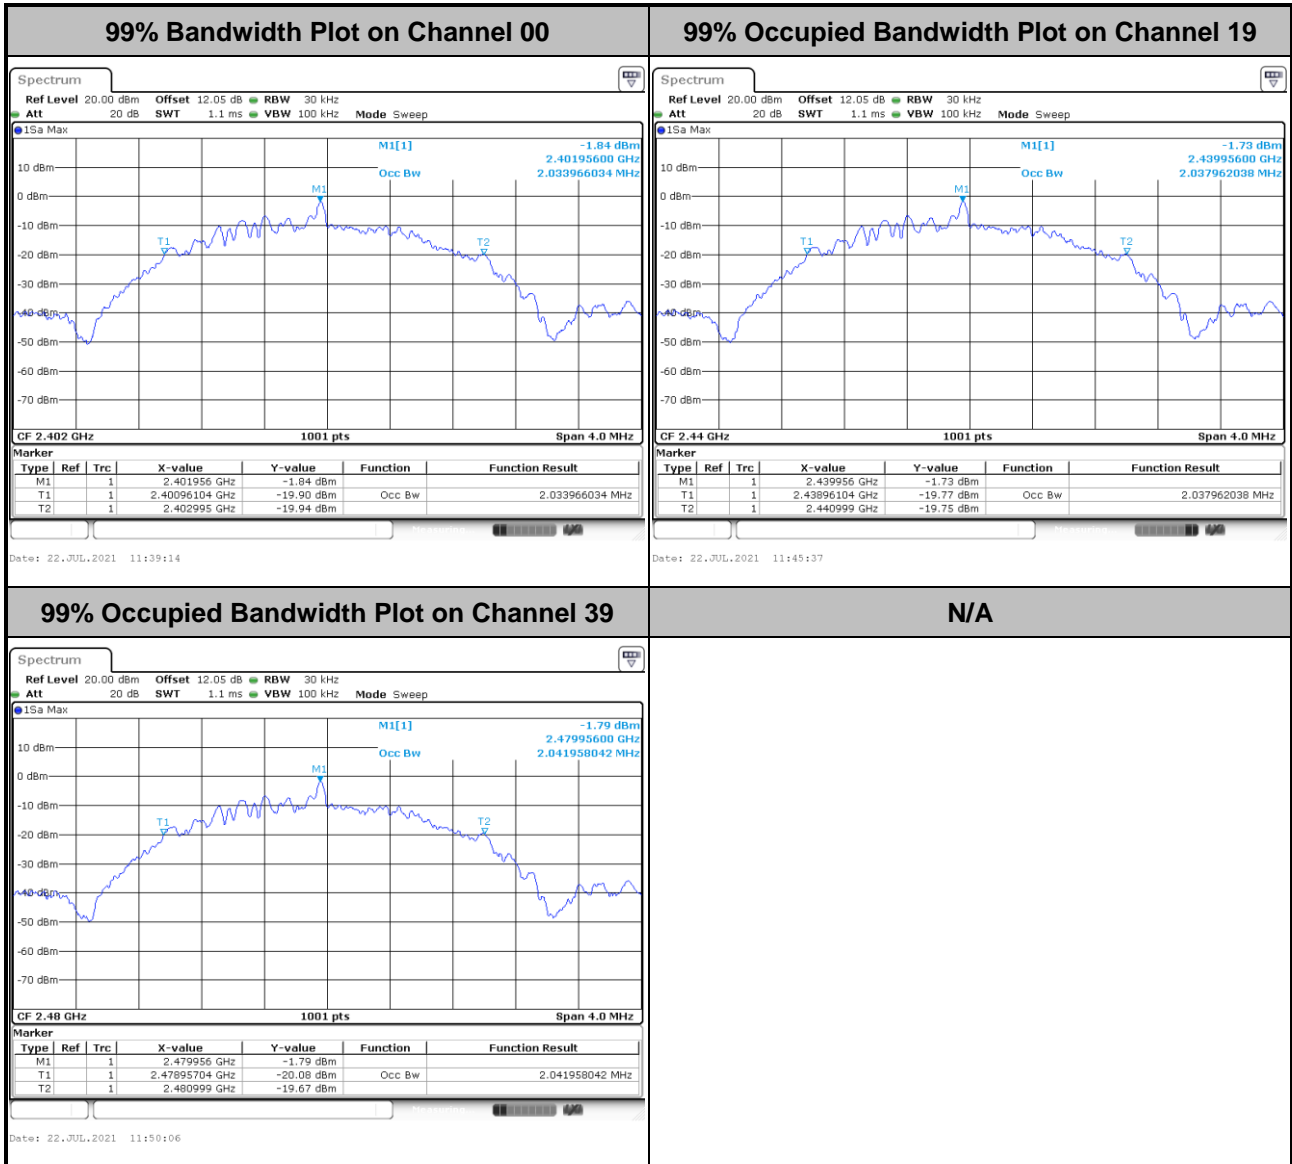 99% Bandwidth Plot on Channel 00
Spectrum
Ref Level 20.00 dBm Offset 12.05 dB RBW 30 kHz
Att 20 dB SWT 1.1 ms VBW 100 kHz Mode Sweep
1Sa Max
M1[1] -1.84 dBm
2.40195600 GHz
Occ Bw 2.033966034 MHz
10 dBm
0 dBm
-10 dBm
-20 dBm
-30 dBm
-40 dBm
-50 dBm
-60 dBm
-70 dBm
M1
T1
T2
CF 2.402 GHz 1001 pts Span 4.0 MHz
Marker
Type Ref Trc X-value Y-value Function Function Result
M1 1 2.401956 GHz -1.84 dBm
T1 1 2.40096104 GHz -19.90 dBm Occ Bw 2.033966034 MHz
T2 1 2.402995 GHz -19.94 dBm
Measuring
Date: 22.JUL.2021 11:39:14
99% Occupied Bandwidth Plot on Channel 19
Spectrum
Ref Level 20.00 dBm Offset 12.05 dB RBW 30 kHz
Att 20 dB SWT 1.1 ms VBW 100 kHz Mode Sweep
1Sa Max
M1[1] -1.73 dBm
2.43995600 GHz
Occ Bw 2.037962038 MHz
10 dBm
0 dBm
-10 dBm
-20 dBm
-30 dBm
-40 dBm
-50 dBm
-60 dBm
-70 dBm
M1
T1
T2
CF 2.44 GHz 1001 pts Span 4.0 MHz
Marker
Type Ref Trc X-value Y-value Function Function Result
M1 1 2.439956 GHz -1.73 dBm
T1 1 2.43896104 GHz -19.77 dBm Occ Bw 2.037962038 MHz
T2 1 2.440999 GHz -19.75 dBm
Measuring
Date: 22.JUL.2021 11:45:37
99% Occupied Bandwidth Plot on Channel 39
Spectrum
Ref Level 20.00 dBm Offset 12.05 dB RBW 30 kHz
Att 20 dB SWT 1.1 ms VBW 100 kHz Mode Sweep
1Sa Max
M1[1] -1.79 dBm
2.47995600 GHz
Occ Bw 2.041958042 MHz
10 dBm
0 dBm
-10 dBm
-20 dBm
-30 dBm
-40 dBm
-50 dBm
-60 dBm
-70 dBm
M1
T1
T2
CF 2.48 GHz 1001 pts Span 4.0 MHz
Marker
Type Ref Trc X-value Y-value Function Function Result
M1 1 2.479956 GHz -1.79 dBm
T1 1 2.47895704 GHz -20.08 dBm Occ Bw 2.041958042 MHz
T2 1 2.480999 GHz -19.67 dBm
Measuring
Date: 22.JUL.2021 11:50:06
N/A